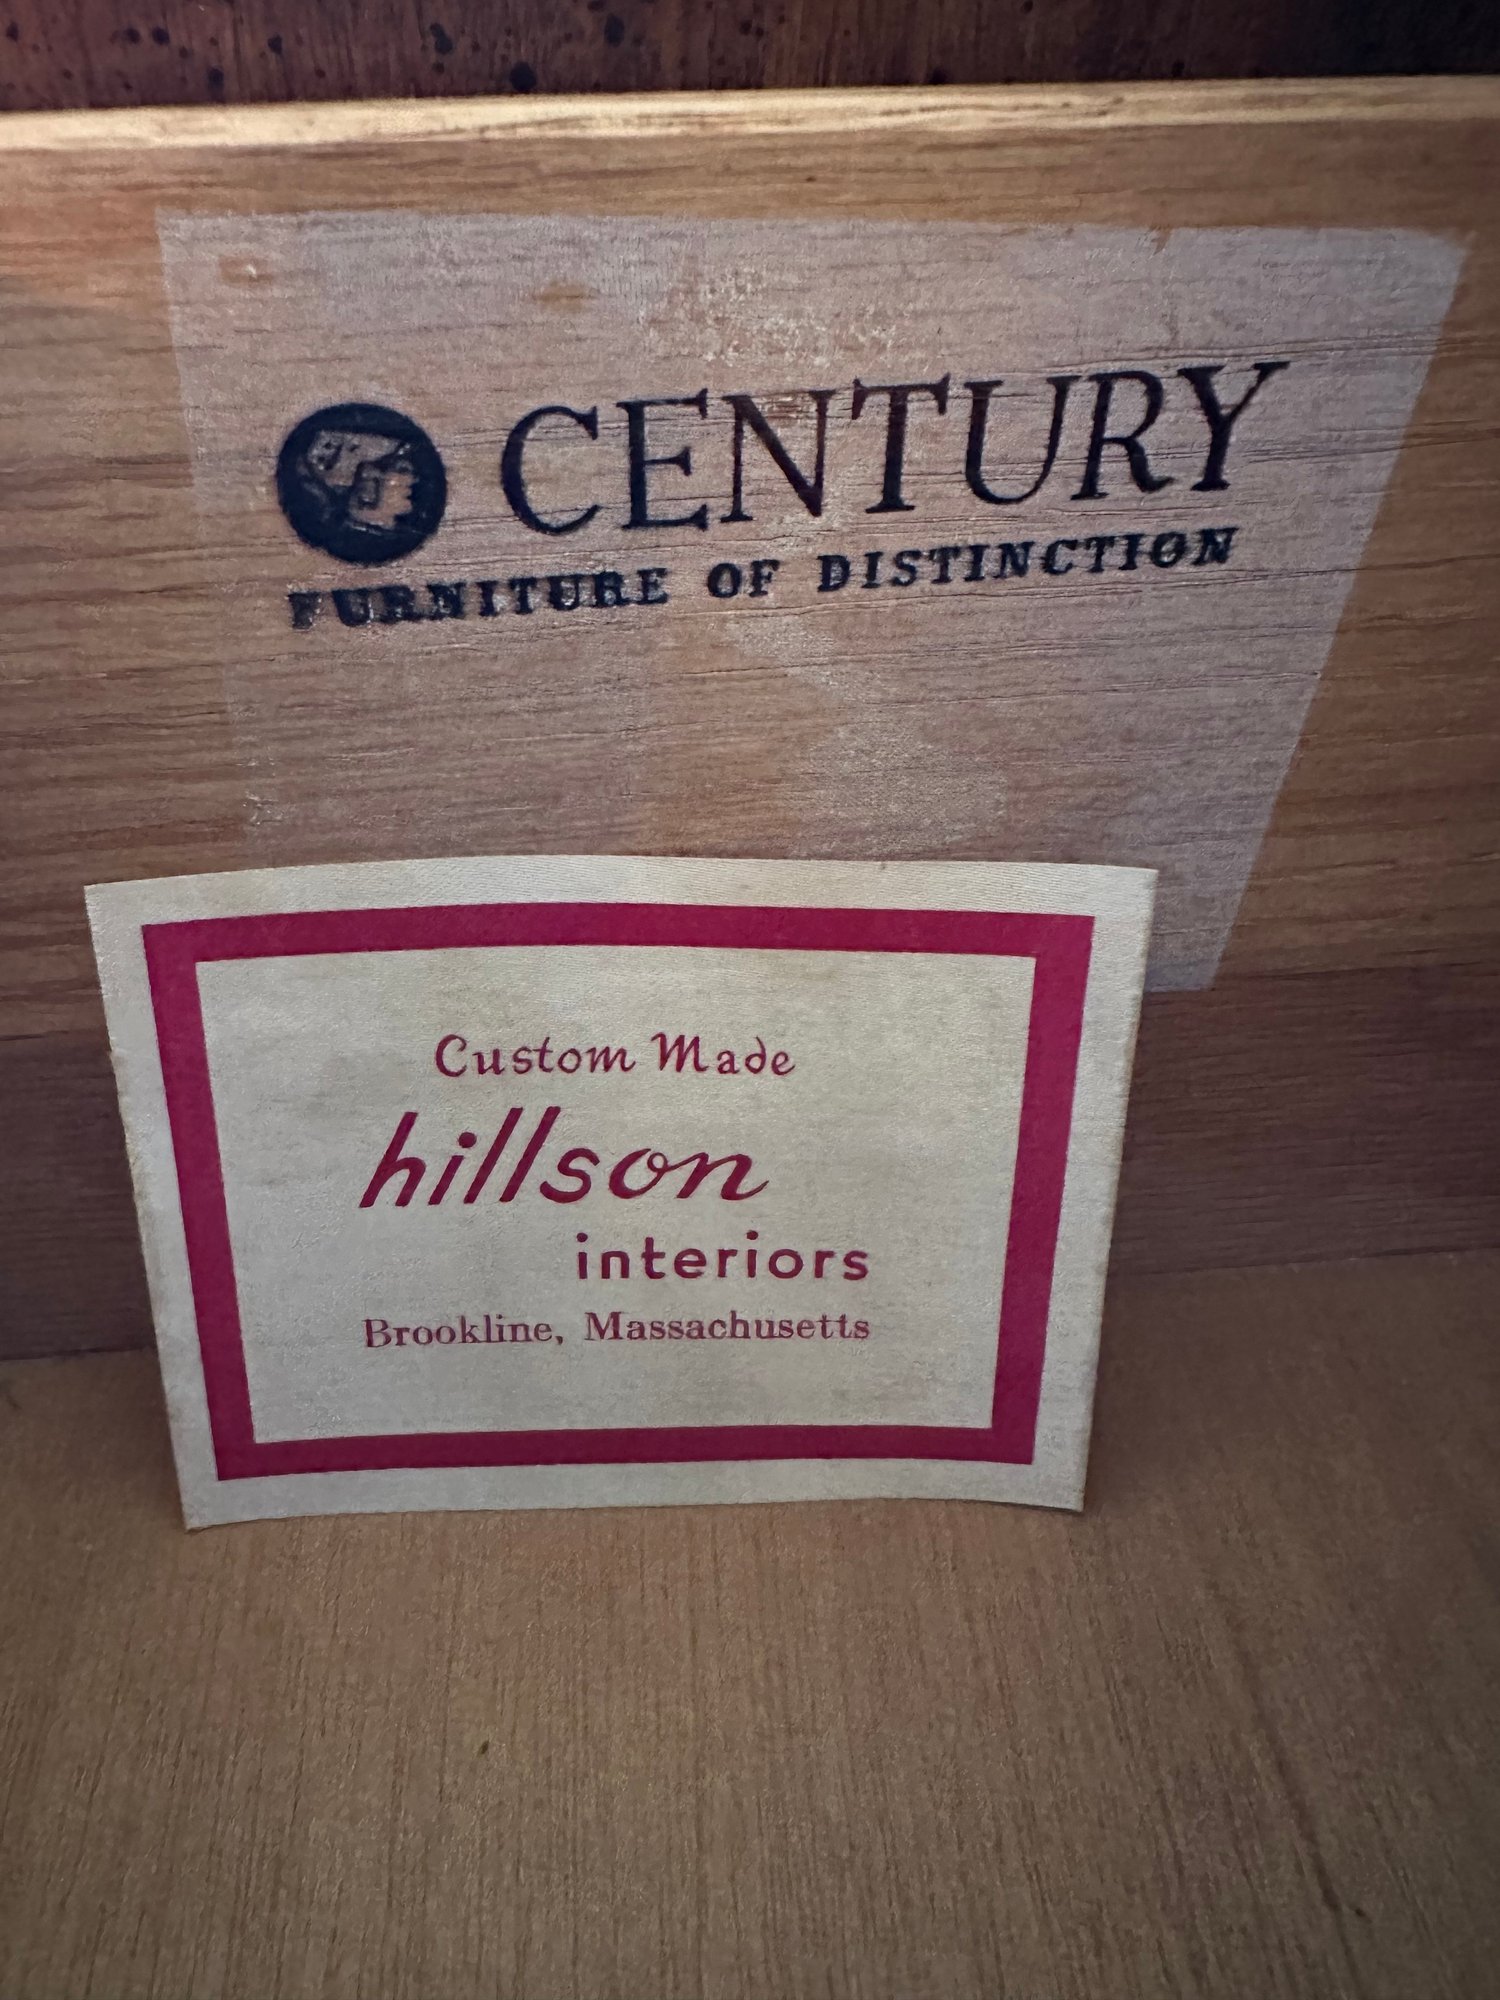 CENTURY
FURNITURE OF DISTINCTION
Custom Made
hillson
interiors
Brookline, Massachusetts